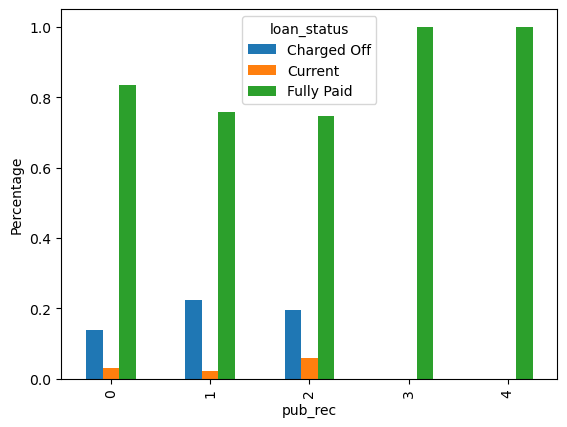 loan_status
Charged Off
Current
Fully Paid
Percentage
1.0
0.8
0.6
0.4
0.2
0.0
0 1 2 3 4
pub_rec